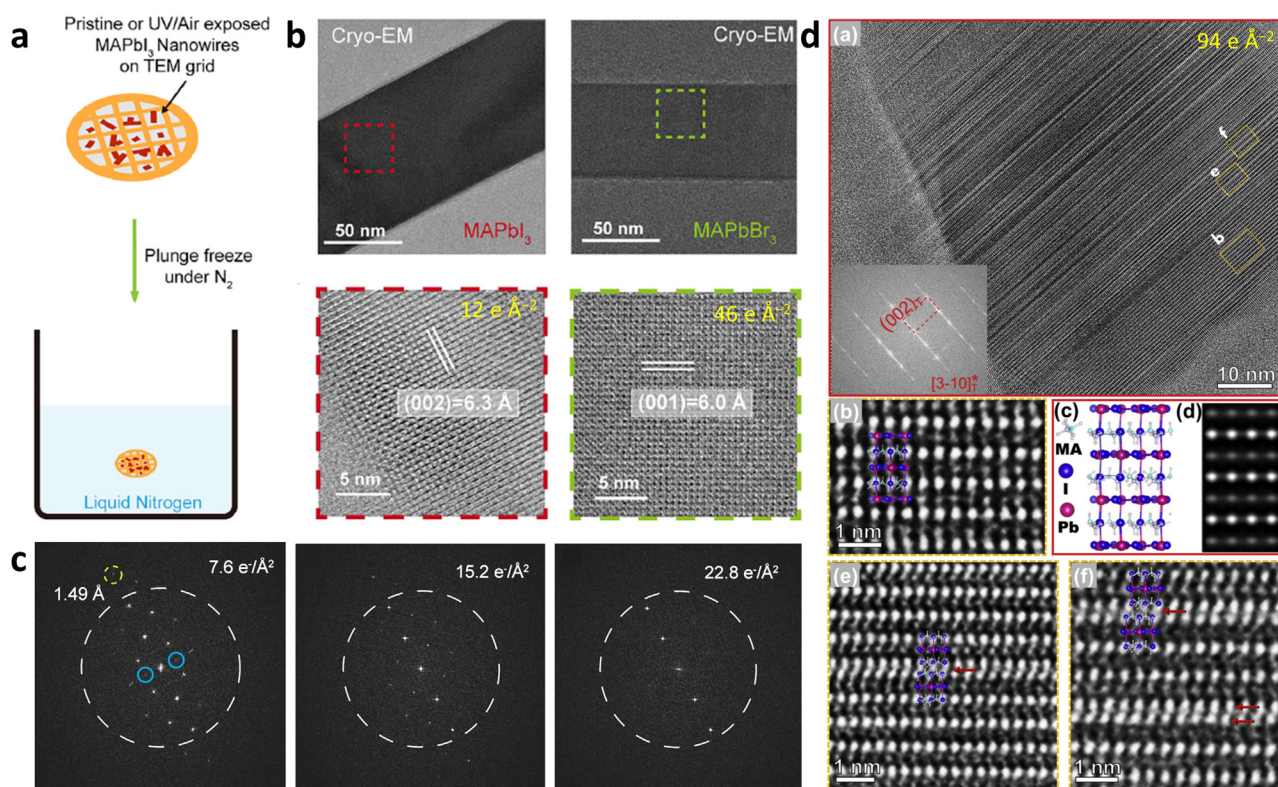 a
Pristine or UV/Air exposed
MAPbI₃ Nanowires
on TEM grid
Plunge freeze
under N₂
Liquid Nitrogen
b
Cryo-EM
50 nm
MAPbI₃
Cryo-EM
50 nm
MAPbBr₃
12 e Å⁻²
(002)=6.3 Å
5 nm
46 e Å⁻²
(001)=6.0 Å
5 nm
c
1.49 Å
7.6 e⁻/Å²
15.2 e⁻/Å²
22.8 e⁻/Å²
d
(a)
94 e Å⁻²
f
e
b
(002)T
[3-10]*T
10 nm
(b)
1 nm
(c)
MA
I
Pb
(d)
(e)
1 nm
(f)
1 nm